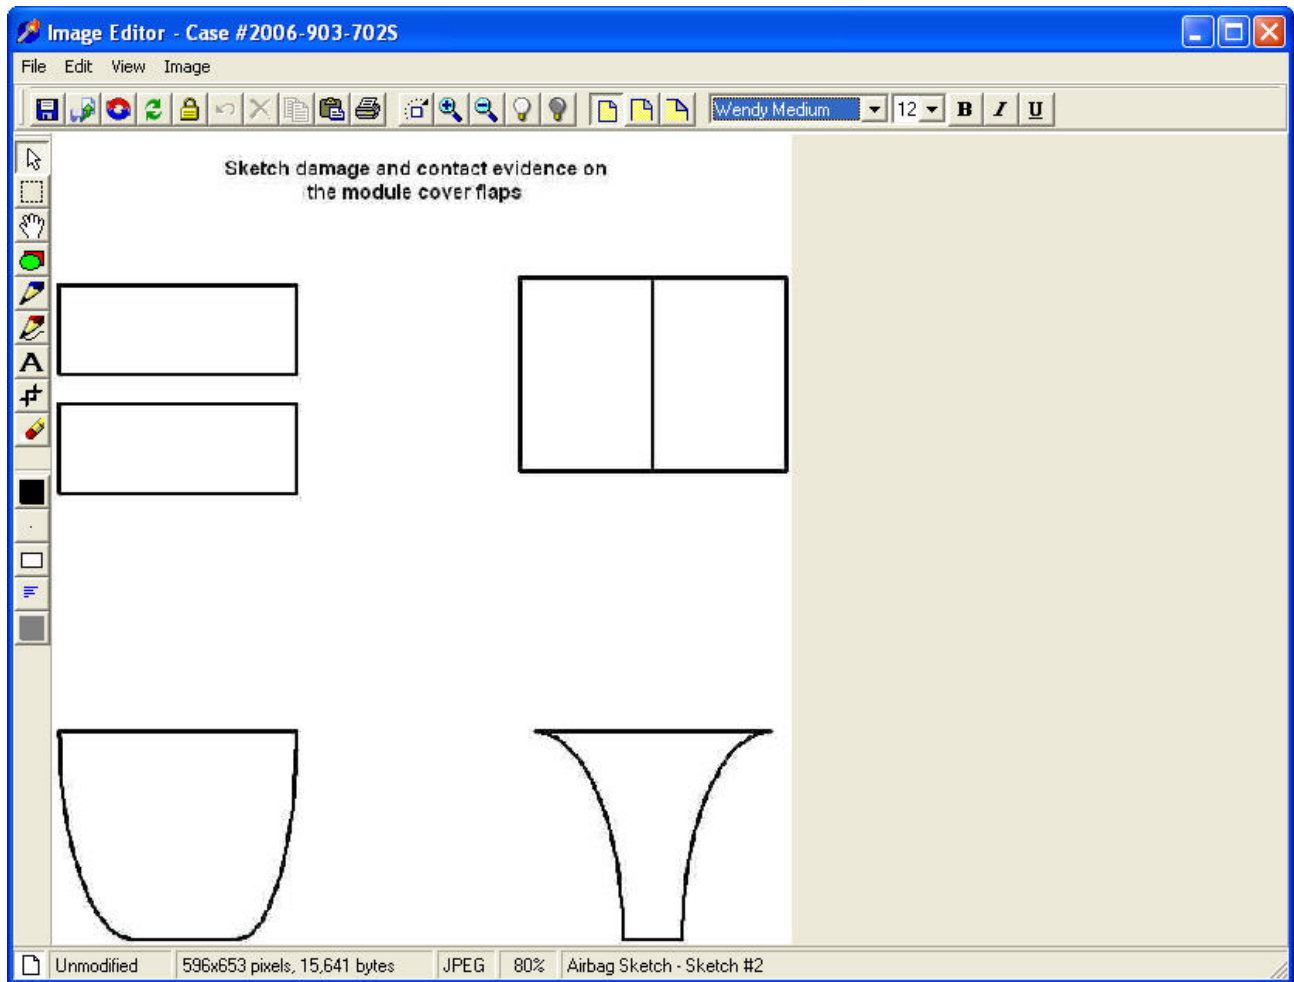 Image Editor - Case #2006-903-702S
File Edit View Image
Wendy Medium 12 B I U
Sketch damage and contact evidence on
the module cover flaps
A
Unmodified 596x653 pixels, 15,641 bytes JPEG 80% Airbag Sketch - Sketch #2